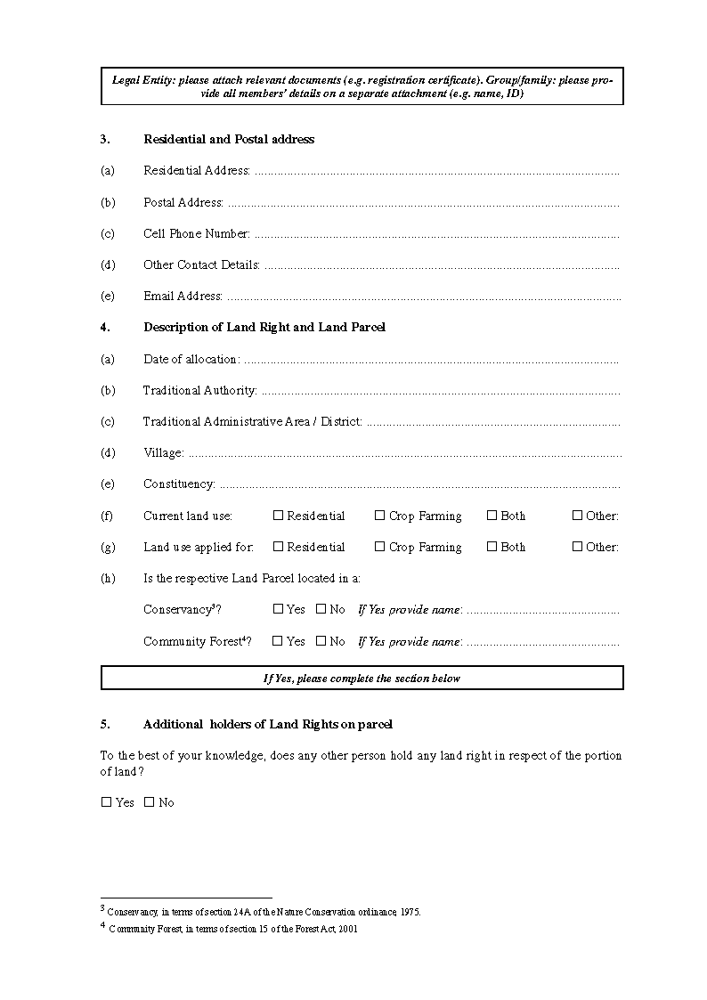 Legal Entity: please attach relevant documents (e.g. registration certificate). Group/family: please pro-
vide all members' details on a separate attachment (e.g. name, ID)
3. Residential and Postal address
(a) Residential Address: ..............................................................................................................
(b) Postal Address: ......................................................................................................................
(c) Cell Phone Number: ..............................................................................................................
(d) Other Contact Details: ...........................................................................................................
(e) Email Address: .......................................................................................................................
4. Description of Land Right and Land Parcel
(a) Date of allocation: .................................................................................................................
(b) Traditional Authority: ............................................................................................................
(c) Traditional Administrative Area / District: ............................................................................
(d) Village: ...................................................................................................................................
(e) Constituency: .........................................................................................................................
(f) Current land use: ☐ Residential ☐ Crop Farming ☐ Both ☐ Other:
(g) Land use applied for: ☐ Residential ☐ Crop Farming ☐ Both ☐ Other:
(h) Is the respective Land Parcel located in a:
Conservancy³? ☐ Yes ☐ No If Yes provide name: ..............................................
Community Forest⁴? ☐ Yes ☐ No If Yes provide name: ..............................................
If Yes, please complete the section below
5. Additional holders of Land Rights on parcel
To the best of your knowledge, does any other person hold any land right in respect of the portion
of land?
☐ Yes ☐ No
3 Conservancy, in terms of section 24A of the Nature Conservation ordinance, 1975.
4 Community Forest, in terms of section 15 of the Forest Act, 2001